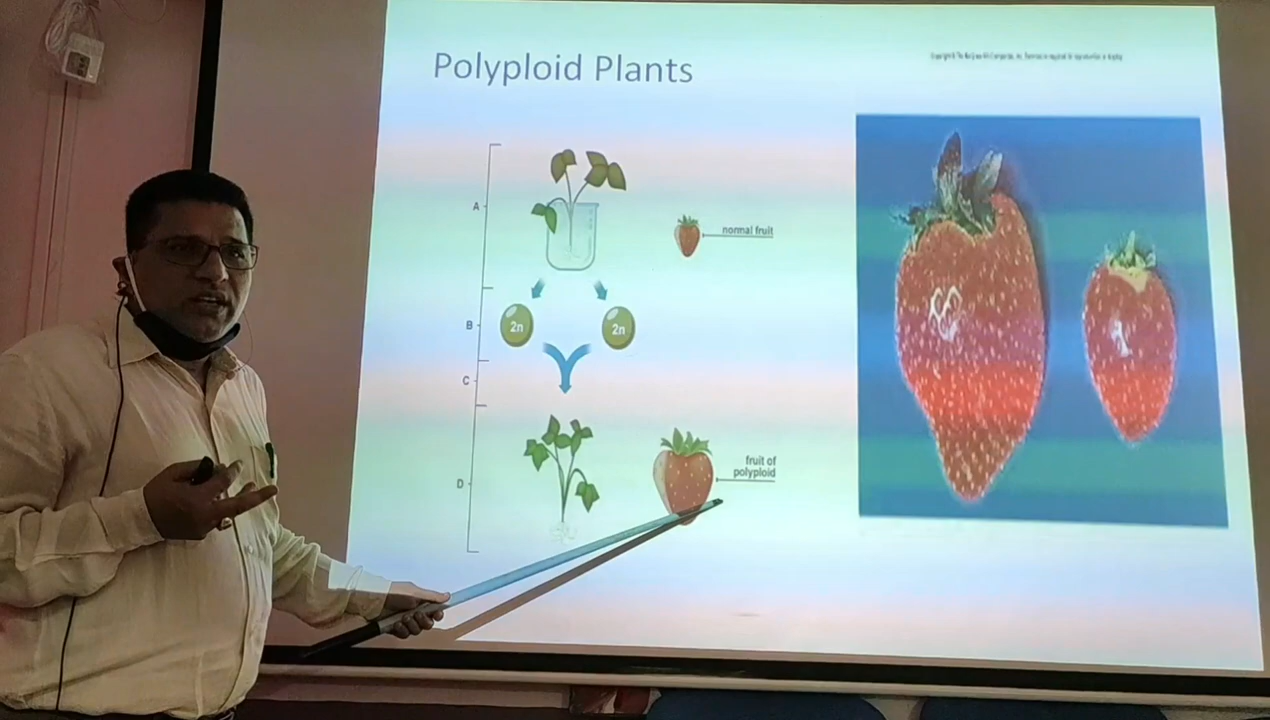 Polyploid Plants
A
normal fruit
B
2n
2n
C
D
fruit of
polyploid